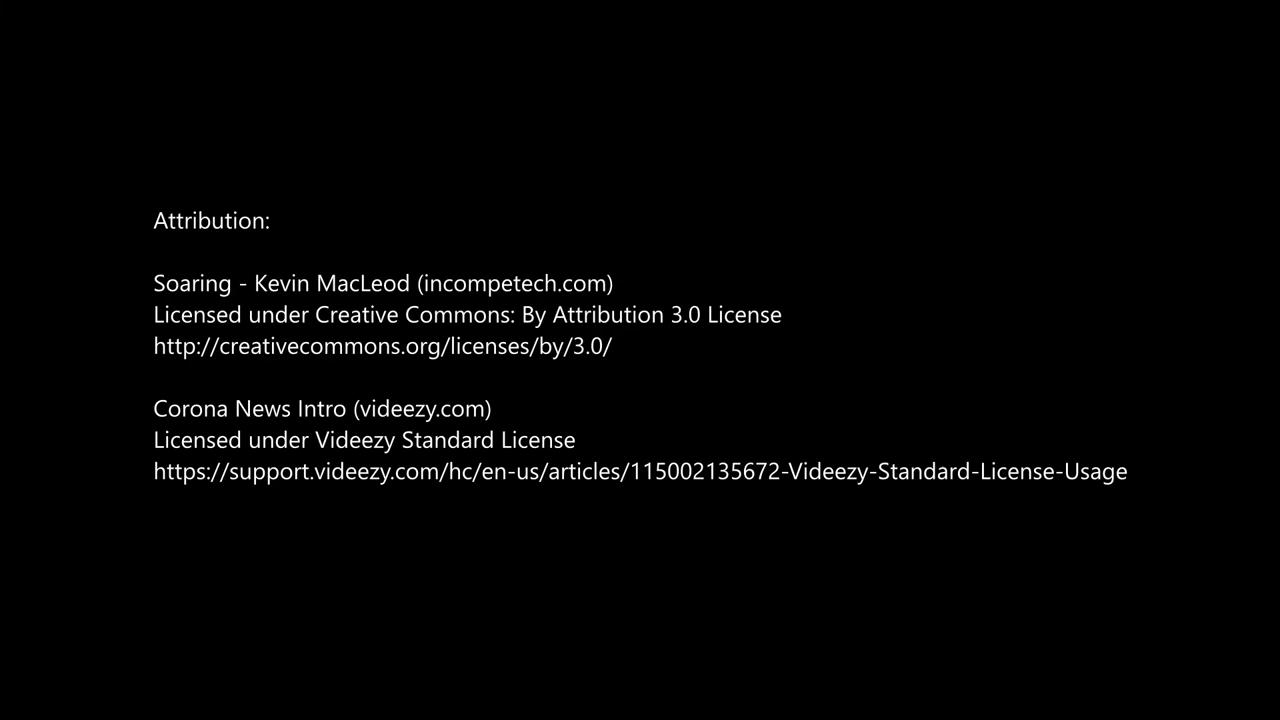 Attribution:
Soaring - Kevin MacLeod (incompetech.com)
Licensed under Creative Commons: By Attribution 3.0 License
http://creativecommons.org/licenses/by/3.0/
Corona News Intro (videezy.com)
Licensed under Videezy Standard License
https://support.videezy.com/hc/en-us/articles/115002135672-Videezy-Standard-License-Usage